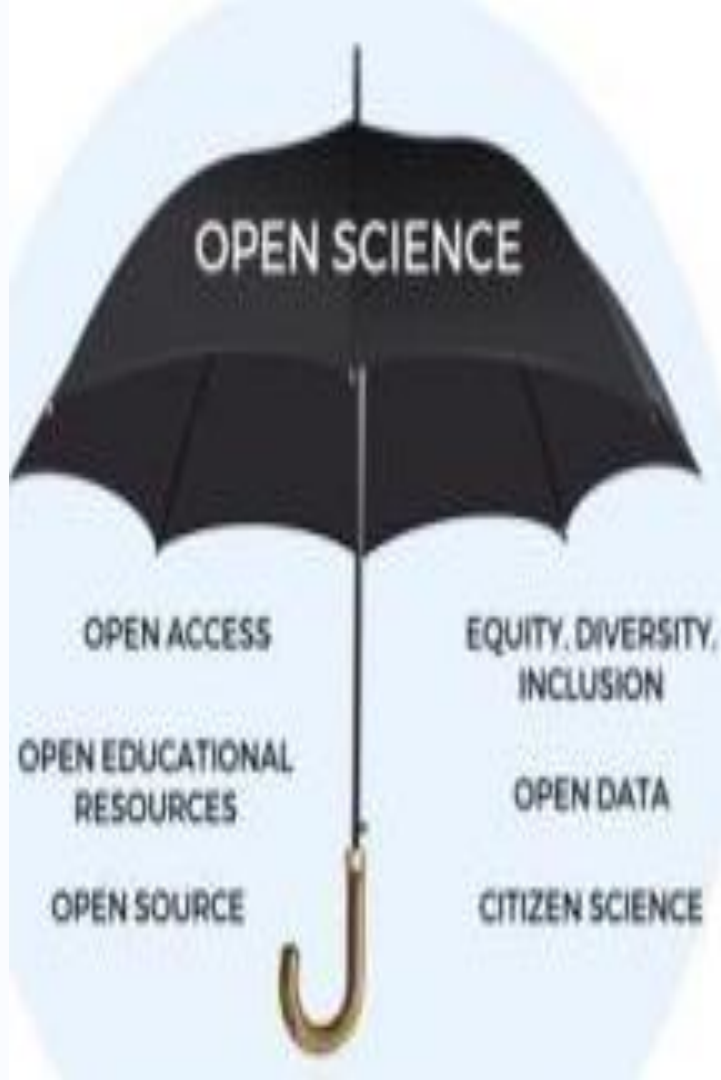 OPEN SCIENCE
OPEN ACCESS
OPEN EDUCATIONAL
RESOURCES
OPEN SOURCE
EQUITY, DIVERSITY,
INCLUSION
OPEN DATA
CITIZEN SCIENCE